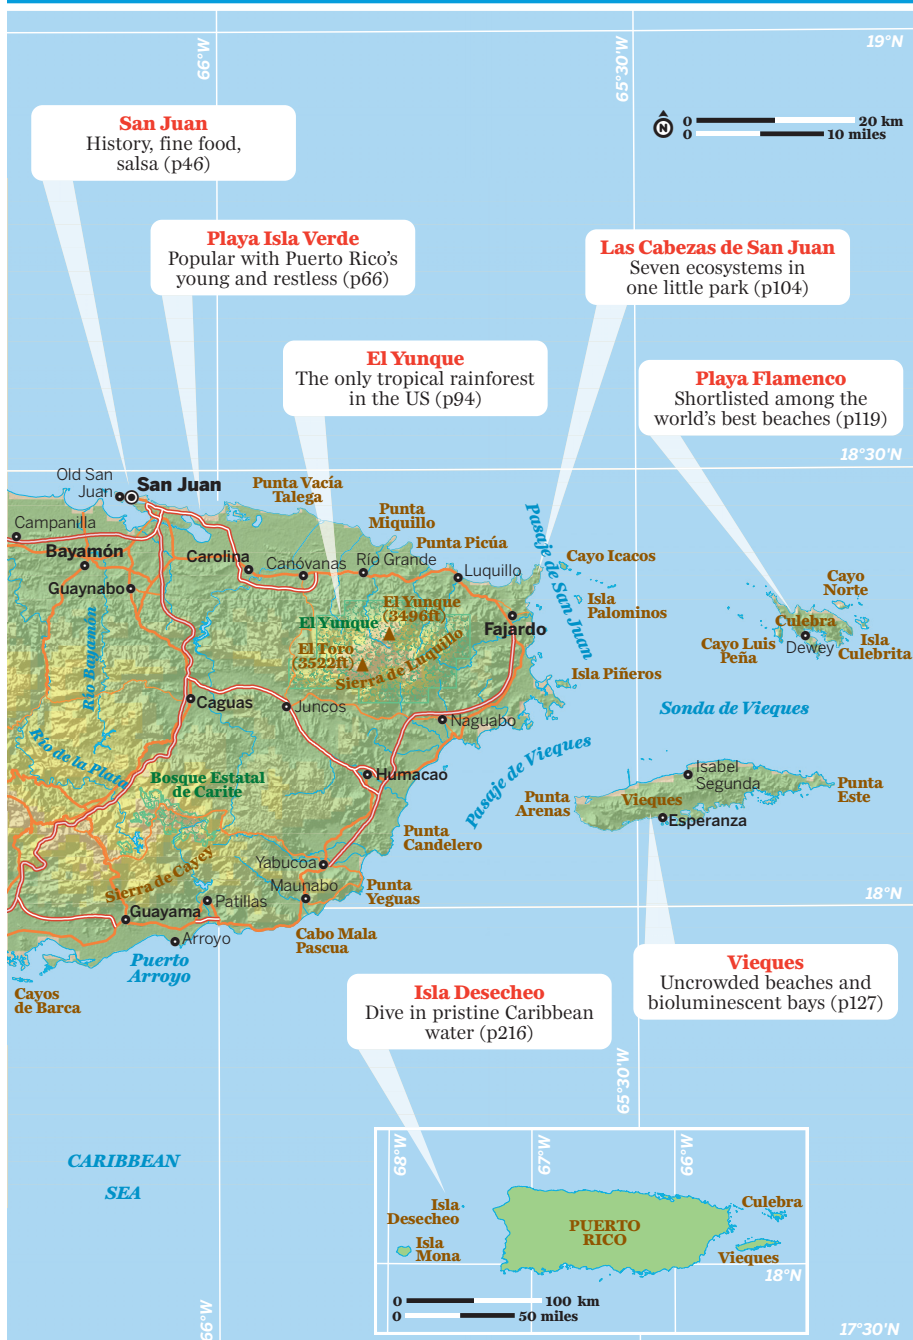 66°W
65°30'W
19°N
0 20 km
N
0 10 miles
San Juan
History, fine food,
salsa (p46)
Playa Isla Verde
Popular with Puerto Rico's
young and restless (p66)
Las Cabezas de San Juan
Seven ecosystems in
one little park (p104)
El Yunque
The only tropical rainforest
in the US (p94)
Playa Flamenco
Shortlisted among the
world's best beaches (p119)
18°30'N
Old San
Juan
San Juan
Punta Vacía
Talega
Punta
Miquillo
Campanilla
Bayamón
Carolina
Canóvanas
Río Grande
Punta Picúa
Luquillo
Pasaje de San Juan
Cayo Icacos
Guaynabo
Isla
Palominos
Cayo
Norte
El Yunque
El Yunque
(3496ft)
Fajardo
Culebra
Dewey
Cayo Luis
Peña
Isla
Culebrita
El Toro
(3522ft)
Sierra de Luquillo
Río Bayamón
Isla Piñeros
Caguas
Juncos
Naguabo
Sonda de Vieques
Río de la Plata
Bosque Estatal
de Carite
Humacao
Pasaje de Vieques
Isabel
Segunda
Punta
Arenas
Vieques
Punta
Este
Esperanza
Punta
Candelero
Sierra de Cayey
Yabucoa
Maunabo
Punta
Yeguas
18°N
Guayama
Patillas
Arroyo
Cabo Mala
Pascua
Puerto
Arroyo
Cayos
de Barca
Vieques
Uncrowded beaches and
bioluminescent bays (p127)
Isla Desecheo
Dive in pristine Caribbean
water (p216)
65°30'W
CARIBBEAN
SEA
68°W
67°W
66°W
Isla
Desecheo
Isla
Mona
PUERTO
RICO
Culebra
Vieques
18°N
0 100 km
0 50 miles
66°W
17°30'N